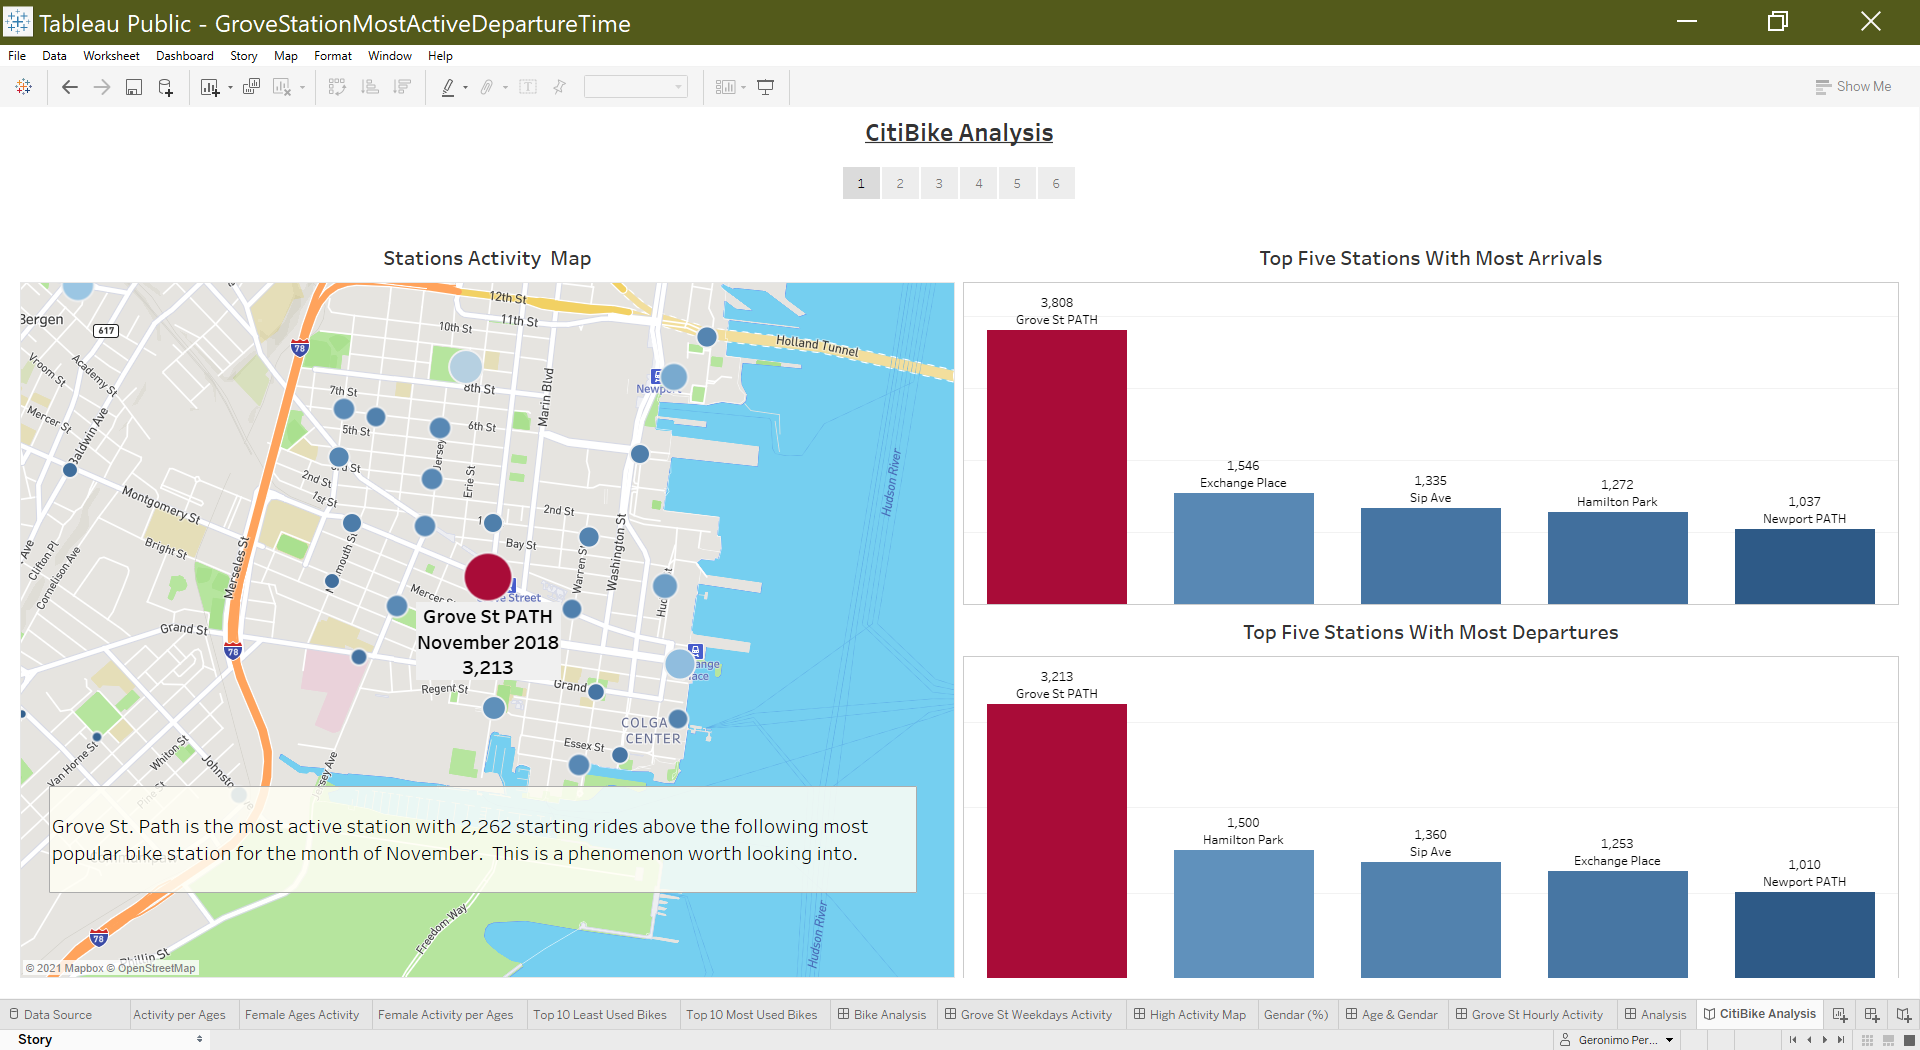 Tableau Public - GroveStationMostActiveDepartureTime
File Data Worksheet Dashboard Story Map Format Window Help
Show Me
CitiBike Analysis
1 2 3 4 5 6
Stations Activity Map
12th St
11th St
10th St
Bergen
617
78
Holland Tunnel
Vroom St
Academy St
8th St
7th St
Marin Blvd
Mercer St
Baldwin Ave
5th St
6th St
Jersey
Erie St
2nd St
1st St
2nd St
Montgomery St
Hudson River
Bright St
Bay St
Washington St
Warren S
Clifton Pl
Cornelison Ave
Merseles St
Mercer
Street
Grove St PATH
November 2018
3,213
Grand St
78
Regent St
Grand
COLGA
CENTER
Essex St
Van Horne St
Whiton St
Johnsto
Pine St
Grove St. Path is the most active station with 2,262 starting rides above the following most
popular bike station for the month of November. This is a phenomenon worth looking into.
Freedom Way
Hudson River
78
© 2021 Mapbox © OpenStreetMap
Top Five Stations With Most Arrivals
3,808
Grove St PATH
1,546
Exchange Place
1,335
Sip Ave
1,272
Hamilton Park
1,037
Newport PATH
Top Five Stations With Most Departures
3,213
Grove St PATH
1,500
Hamilton Park
1,360
Sip Ave
1,253
Exchange Place
1,010
Newport PATH
Data Source Activity per Ages Female Ages Activity Female Activity per Ages Top 10 Least Used Bikes Top 10 Most Used Bikes Bike Analysis Grove St Weekdays Activity High Activity Map Gendar (%) Age & Gendar Grove St Hourly Activity Analysis CitiBike Analysis
Story
Geronimo Per...